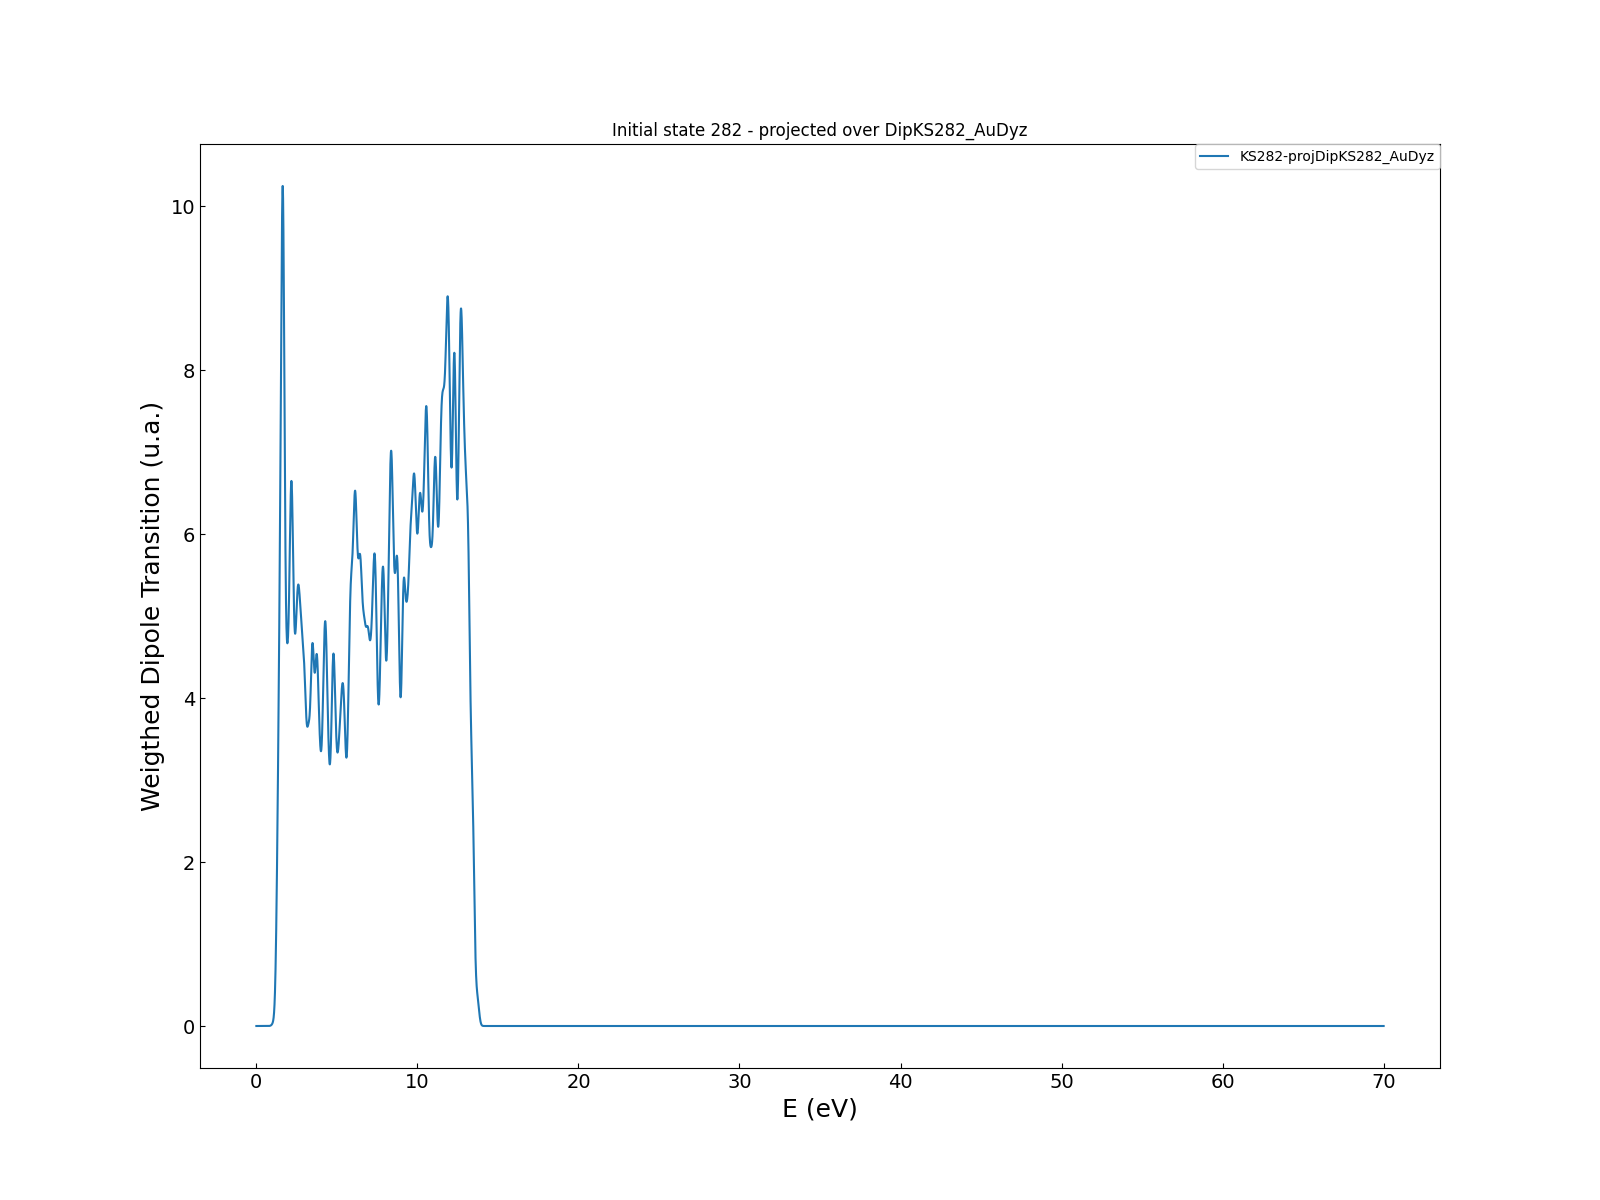 Initial state 282 - projected over DipKS282_AuDyz
KS282-projDipKS282_AuDyz
Weigthed Dipole Transition (u.a.)
10
8
6
4
2
0
0 10 20 30 40 50 60 70
E (eV)